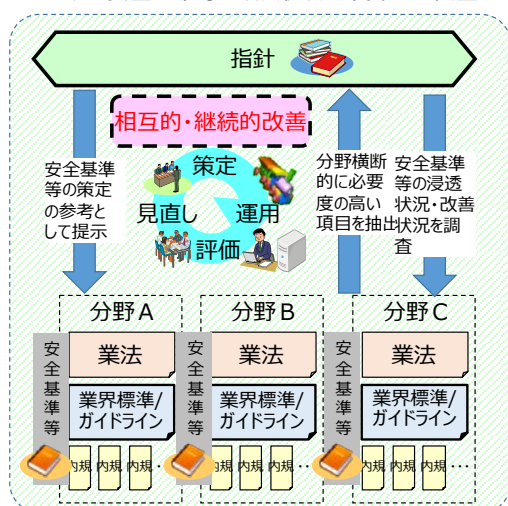 指針
相互的・継続的改善
安全基準
等の策定
の参考と
して提示
策定
見直し
運用
評価
分野横断
的に必要
度の高い
項目を抽出
安全基準
等の浸透
状況・改善
状況を調
査
分野A
安全基準等
業法
業界標準/
ガイドライン
内規 内規 内規 ・・・
分野B
安全基準等
業法
業界標準/
ガイドライン
内規 内規 内規 ・・・
分野C
安全基準等
業法
業界標準/
ガイドライン
内規 内規 内規 ・・・